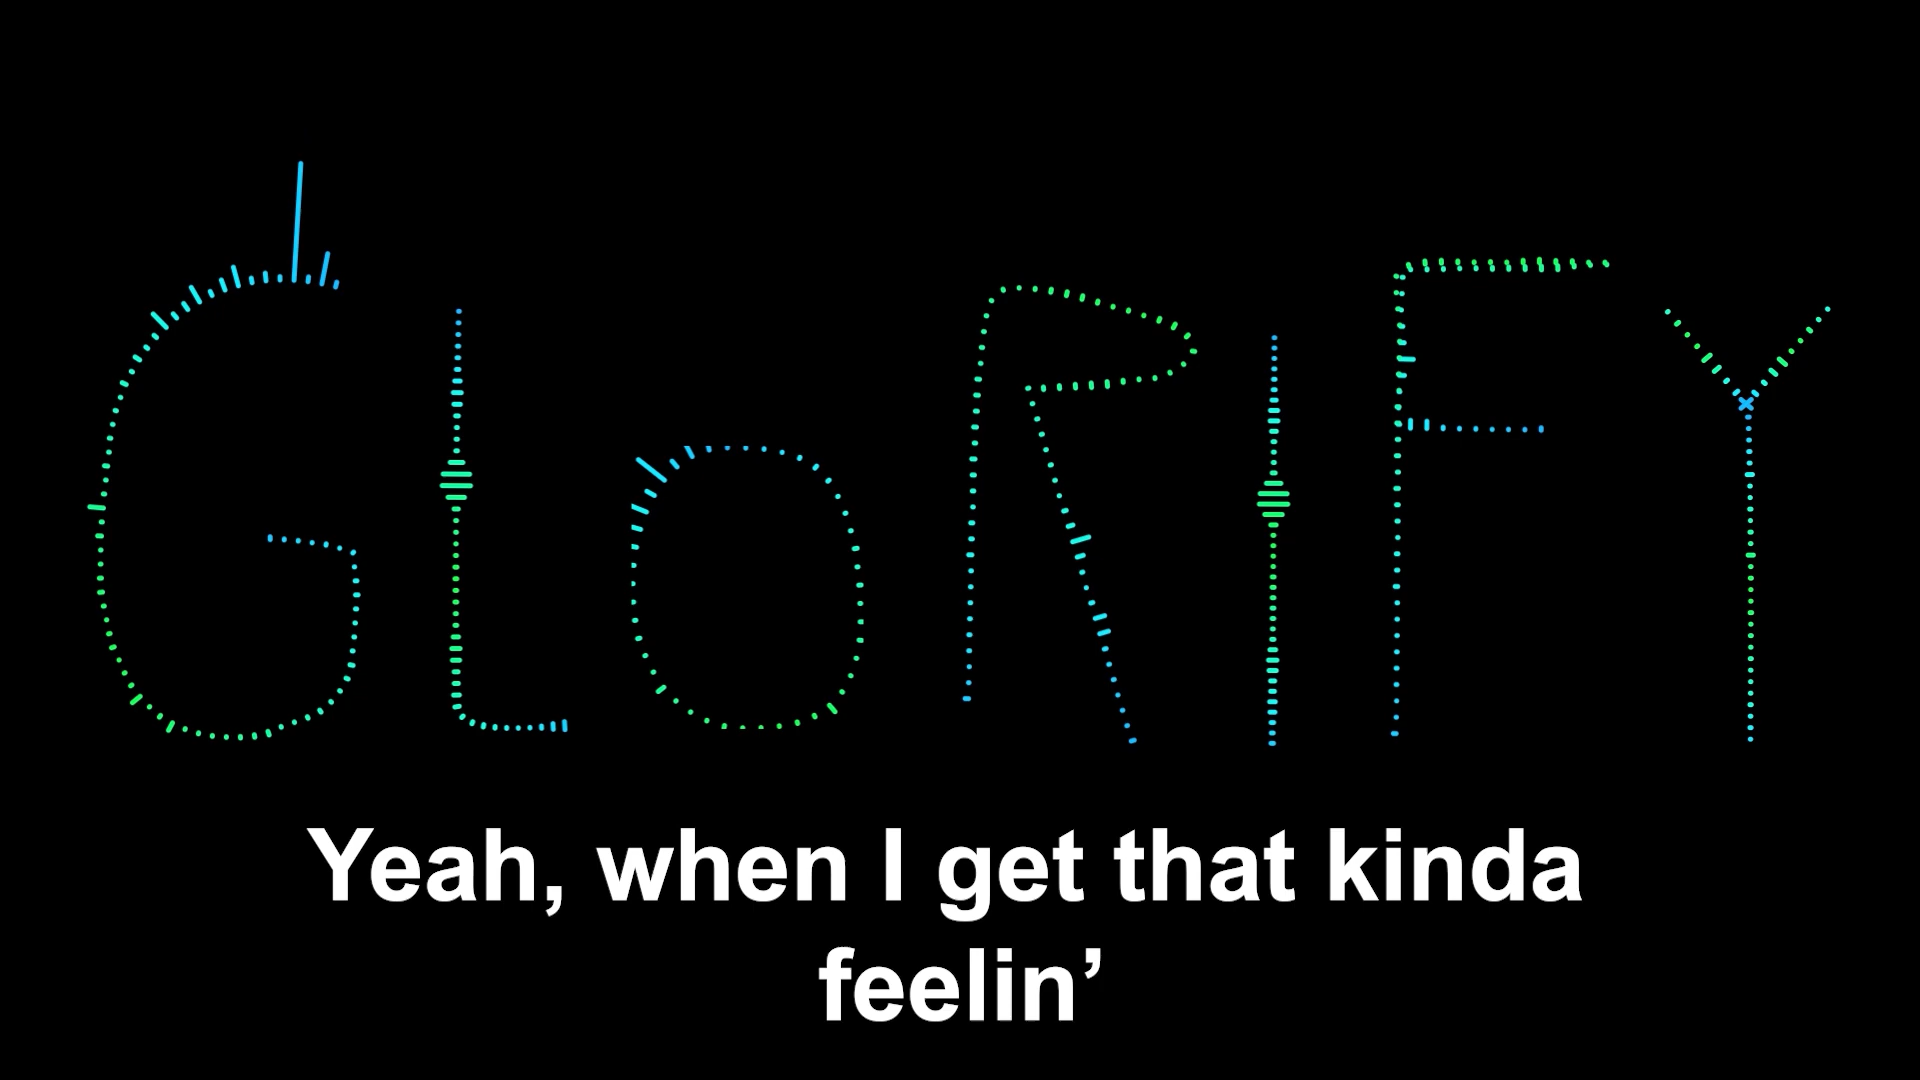 GLoRIFY
Yeah, when I get that kinda
feelin’